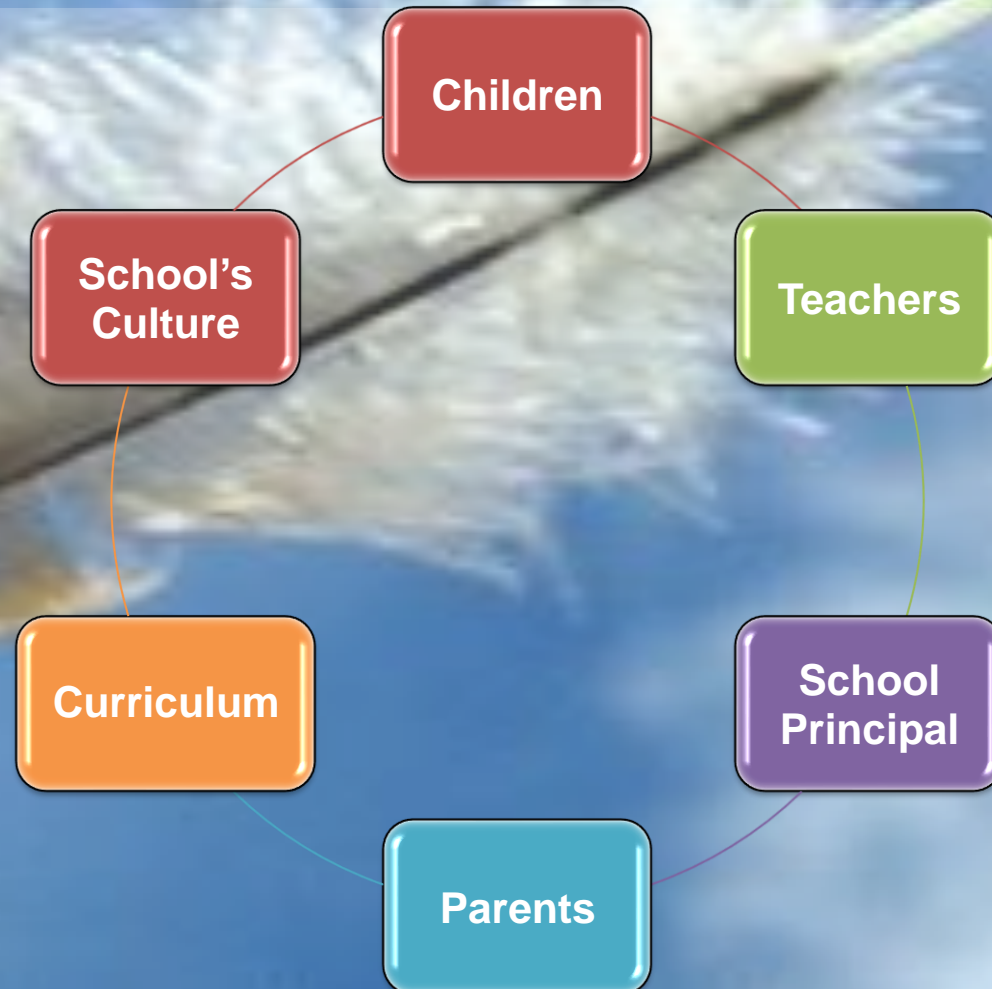 Children
Teachers
School
Principal
Parents
Curriculum
School’s
Culture